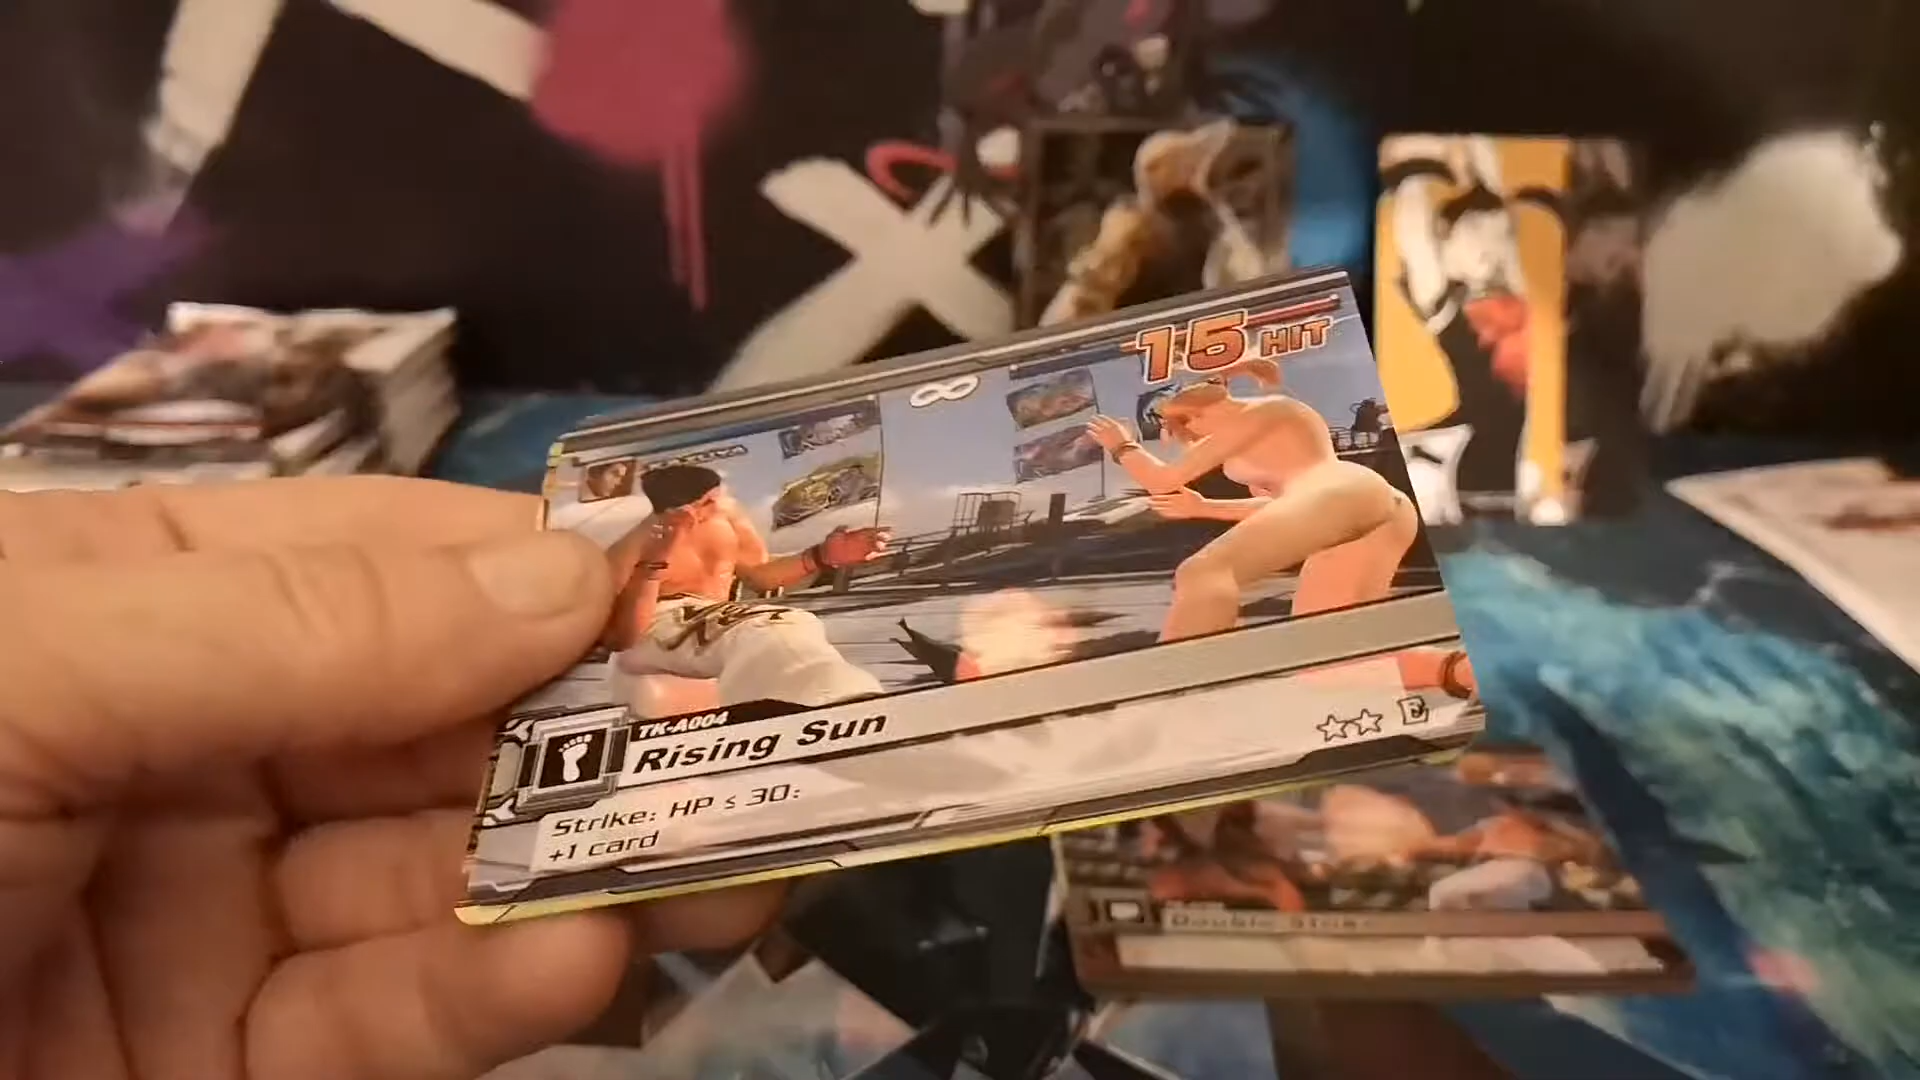 15 HIT
∞
TK-A004
Rising Sun
E
Strike: HP ≤ 30:
+1 card